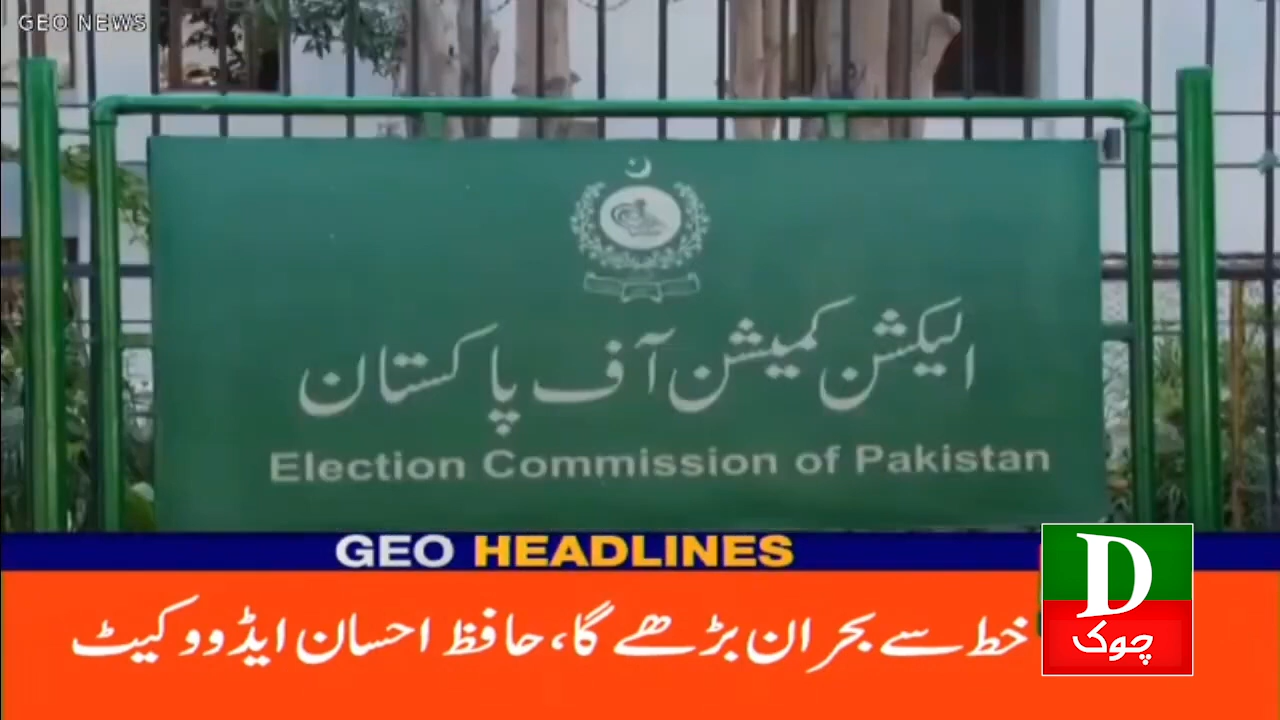 GEO NEWS
الیکشن کمیشن آف پاکستان
Election Commission of Pakistan
GEO HEADLINES
خط سے بحران بڑھے گا، حافظ احسان ایڈووکیٹ
D
چوک